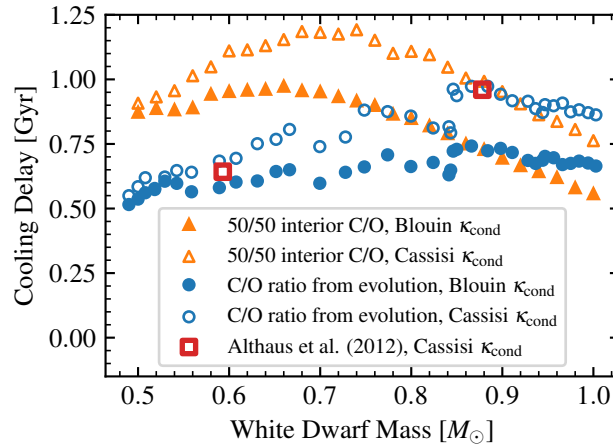 1.25
1.00
0.75
0.50
0.25
0.00
Cooling Delay [Gyr]
50/50 interior C/O, Blouin κcond
50/50 interior C/O, Cassisi κcond
C/O ratio from evolution, Blouin κcond
C/O ratio from evolution, Cassisi κcond
Althaus et al. (2012), Cassisi κcond
0.5 0.6 0.7 0.8 0.9 1.0
White Dwarf Mass [M⊙]